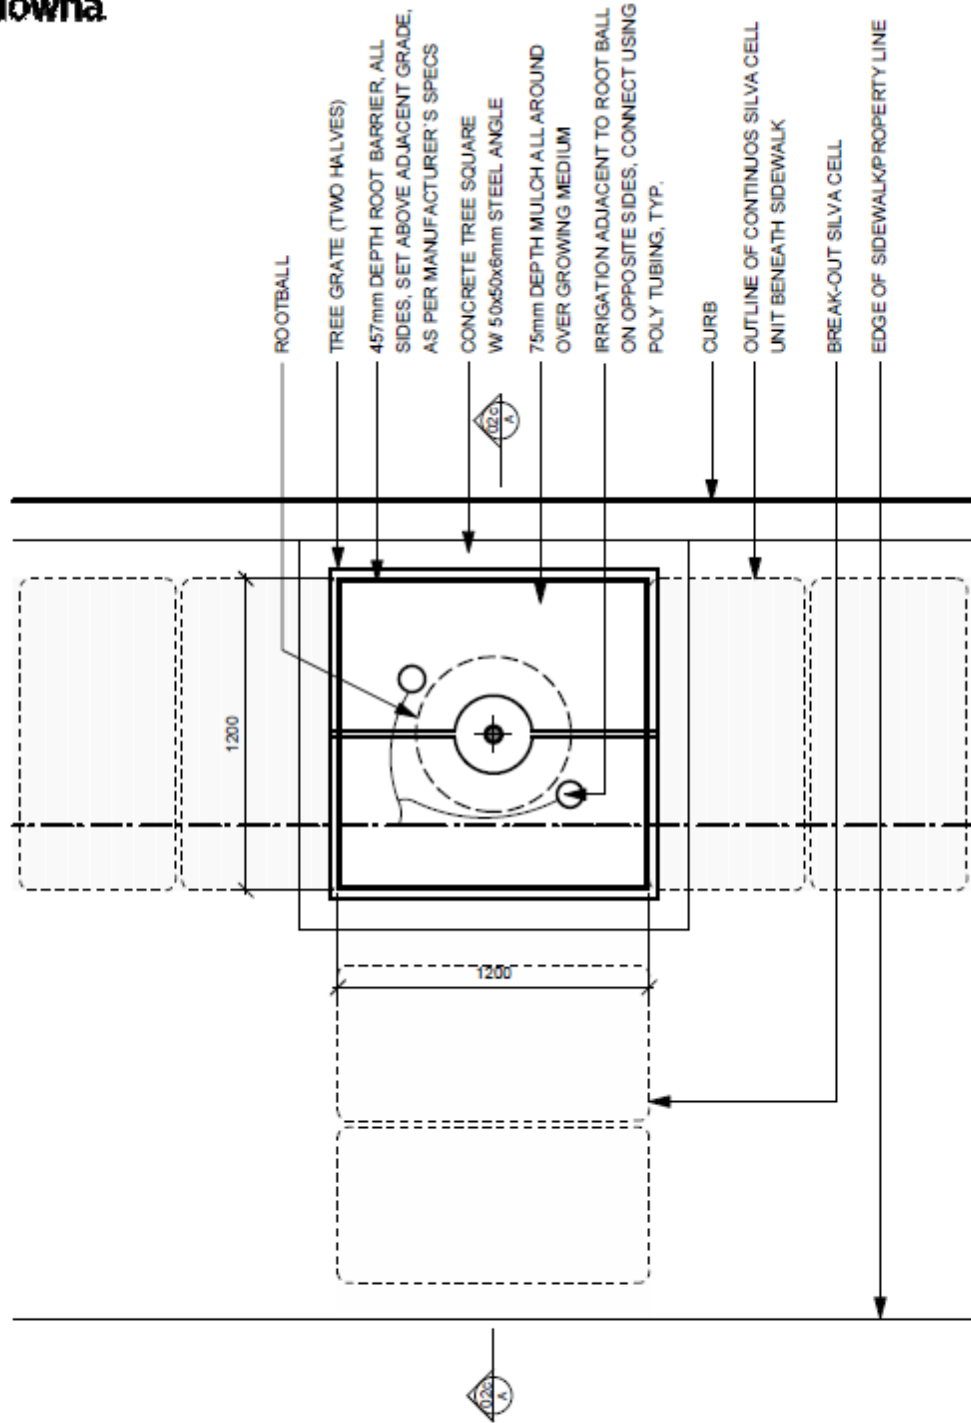 ROOTBALL
TREE GRATE (TWO HALVES)
457mm DEPTH ROOT BARRIER, ALL
SIDES, SET ABOVE ADJACENT GRADE,
AS PER MANUFACTURER'S SPECS
CONCRETE TREE SQUARE
W/ 50x50x6mm STEEL ANGLE
75mm DEPTH MULCH ALL AROUND
OVER GROWING MEDIUM
IRRIGATION ADJACENT TO ROOT BALL
ON OPPOSITE SIDES, CONNECT USING
POLY TUBING, TYP.
CURB
OUTLINE OF CONTINUOS SILVA CELL
UNIT BENEATH SIDEWALK
BREAK-OUT SILVA CELL
EDGE OF SIDEWALK/PROPERTY LINE
02c
A
1200
1200
02c
A